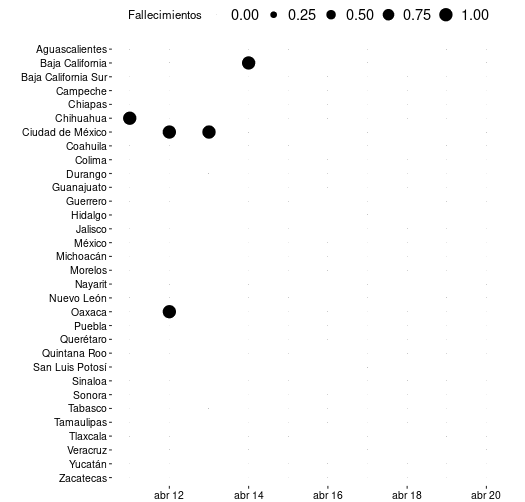 Fallecimientos 0.00 0.25 0.50 0.75 1.00
Aguascalientes
Baja California
Baja California Sur
Campeche
Chiapas
Chihuahua
Ciudad de México
Coahuila
Colima
Durango
Guanajuato
Guerrero
Hidalgo
Jalisco
México
Michoacán
Morelos
Nayarit
Nuevo León
Oaxaca
Puebla
Querétaro
Quintana Roo
San Luis Potosí
Sinaloa
Sonora
Tabasco
Tamaulipas
Tlaxcala
Veracruz
Yucatán
Zacatecas
abr 12 abr 14 abr 16 abr 18 abr 20